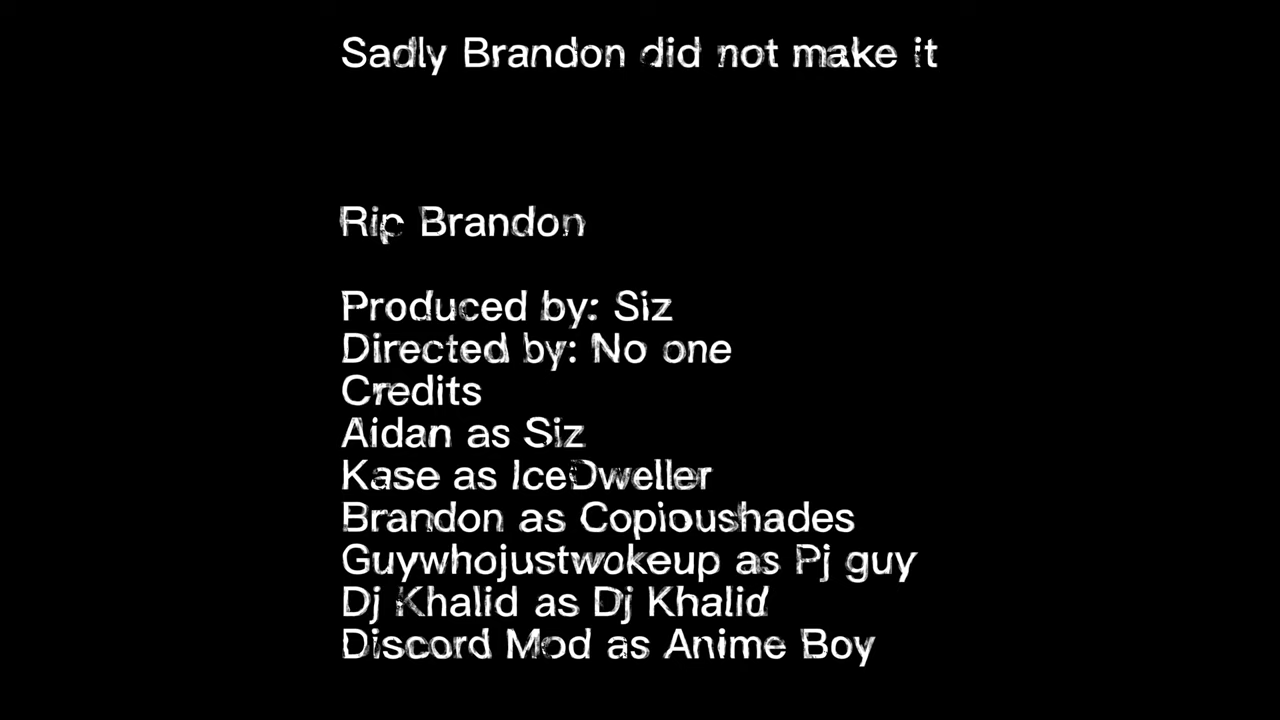 Sadly Brandon did not make it
Rip Brandon
Produced by: Siz
Directed by: No one
Credits
Aidan as Siz
Kase as IceDweller
Brandon as Copioushades
Guywhojustwokeup as Pj guy
Dj Khalid as Dj Khalid
Discord Mod as Anime Boy